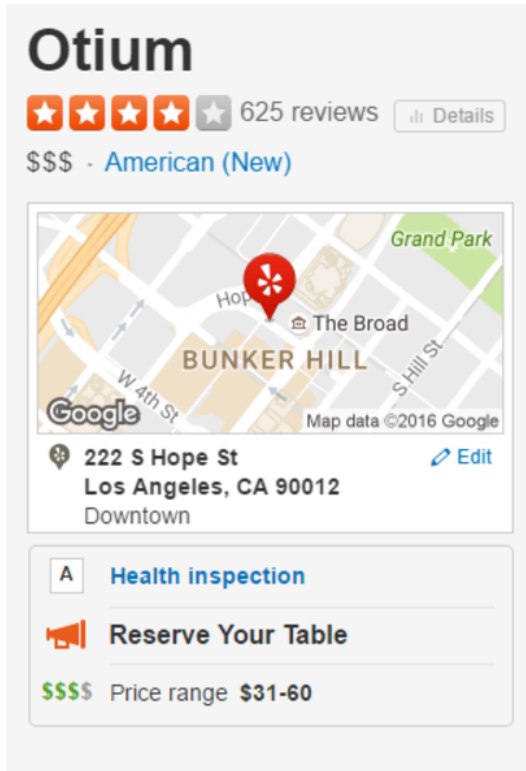 Otium
625 reviews Details
$$$ · American (New)
Grand Park
Hop
The Broad
BUNKER HILL
S Hill St
W 4th St
Google
Map data ©2016 Google
222 S Hope St Edit
Los Angeles, CA 90012
Downtown
A Health inspection
Reserve Your Table
$$$$ Price range $31-60